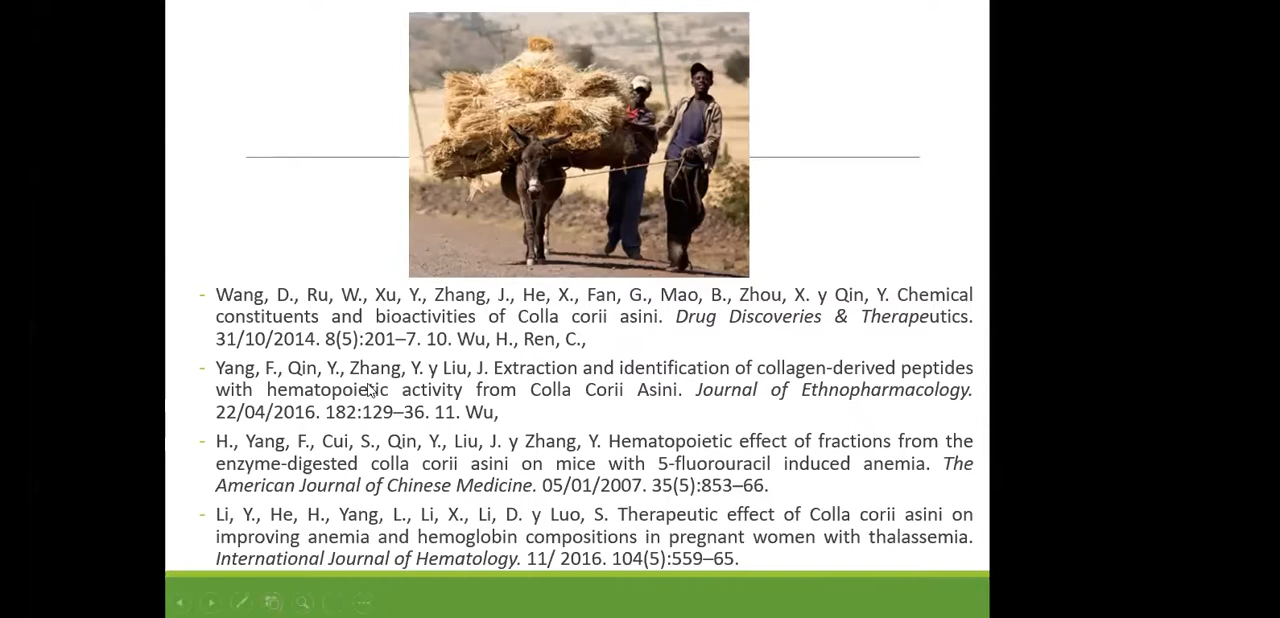 - Wang, D., Ru, W., Xu, Y., Zhang, J., He, X., Fan, G., Mao, B., Zhou, X. y Qin, Y. Chemical
constituents and bioactivities of Colla corii asini. Drug Discoveries & Therapeutics.
31/10/2014. 8(5):201–7. 10. Wu, H., Ren, C.,
- Yang, F., Qin, Y., Zhang, Y. y Liu, J. Extraction and identification of collagen-derived peptides
with hematopoietic activity from Colla Corii Asini. Journal of Ethnopharmacology.
22/04/2016. 182:129–36. 11. Wu,
- H., Yang, F., Cui, S., Qin, Y., Liu, J. y Zhang, Y. Hematopoietic effect of fractions from the
enzyme-digested colla corii asini on mice with 5-fluorouracil induced anemia. The
American Journal of Chinese Medicine. 05/01/2007. 35(5):853–66.
- Li, Y., He, H., Yang, L., Li, X., Li, D. y Luo, S. Therapeutic effect of Colla corii asini on
improving anemia and hemoglobin compositions in pregnant women with thalassemia.
International Journal of Hematology. 11/ 2016. 104(5):559–65.